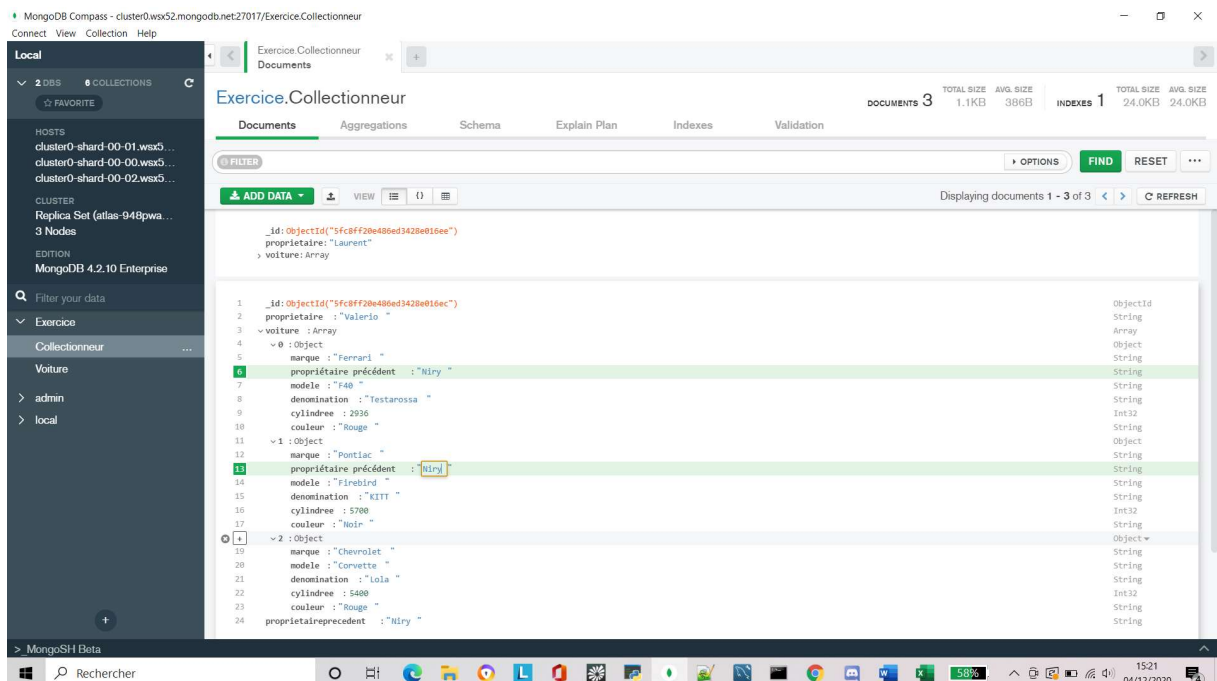 MongoDB Compass - cluster0.wsx52.mongodb.net:27017/Exercice.Collectionneur
Connect View Collection Help
Local
2 DBS 6 COLLECTIONS
☆ FAVORITE
HOSTS
cluster0-shard-00-01.wsx5...
cluster0-shard-00-00.wsx5...
cluster0-shard-00-02.wsx5...
CLUSTER
Replica Set (atlas-948pwa...
3 Nodes
EDITION
MongoDB 4.2.10 Enterprise
Filter your data
Exercice
Collectionneur ...
Voiture
admin
local
Exercice.Collectionneur
Documents
Exercice.Collectionneur
DOCUMENTS 3 TOTAL SIZE 1.1KB AVG. SIZE 386B INDEXES 1 TOTAL SIZE 24.0KB AVG. SIZE 24.0KB
Documents Aggregations Schema Explain Plan Indexes Validation
FILTER OPTIONS FIND RESET ...
ADD DATA VIEW {} Displaying documents 1 - 3 of 3 < > REFRESH
_id: ObjectId("5fc8ff20e486ed3428e016ee")
proprietaire: "Laurent"
> voiture: Array
1 _id: ObjectId("5fc8ff20e486ed3428e016ec") ObjectId
2 proprietaire : "Valerio " String
3 voiture : Array Array
4 0 : Object Object
5 marque : "Ferrari " String
6 propriétaire précédent : "Niry " String
7 modele : "F40 " String
8 denomination : "Testarossa " String
9 cylindree : 2936 Int32
10 couleur : "Rouge " String
11 1 : Object Object
12 marque : "Pontiac " String
13 propriétaire précédent : "Niry " String
14 modele : "Firebird " String
15 denomination : "KITT " String
16 cylindree : 5700 Int32
17 couleur : "Noir " String
+ 2 : Object Object
19 marque : "Chevrolet " String
20 modele : "Corvette " String
21 denomination : "Lola " String
22 cylindree : 5400 Int32
23 couleur : "Rouge " String
24 proprietaireprecedent : "Niry " String
>_MongoSH Beta
Rechercher
58%
15:21
04/12/2020